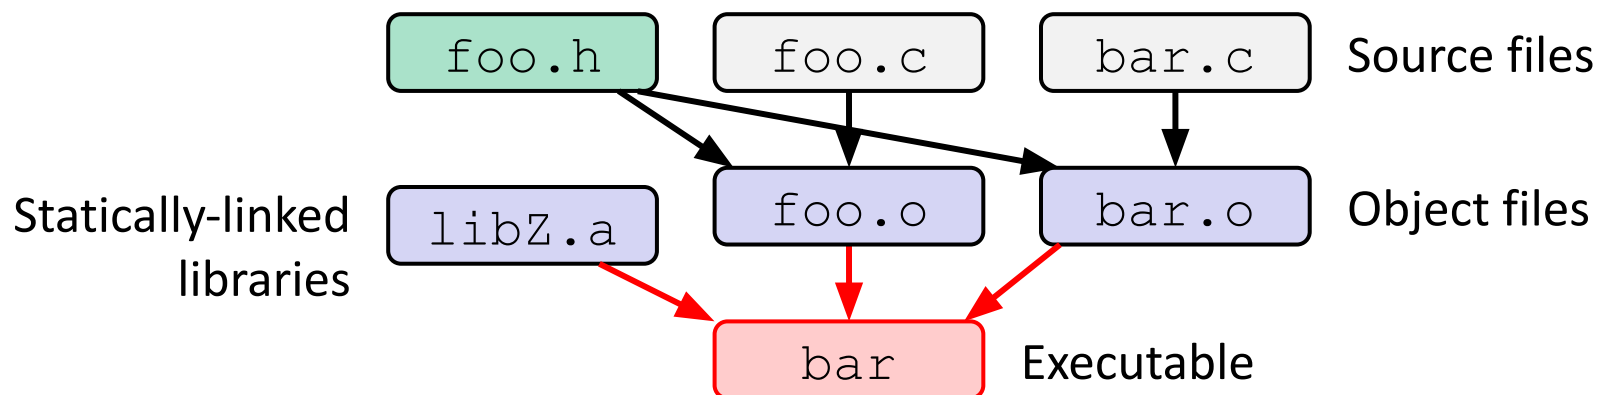 foo.h
foo.c
bar.c
Source files
Statically-linked
libraries
libZ.a
foo.o
bar.o
Object files
bar
Executable